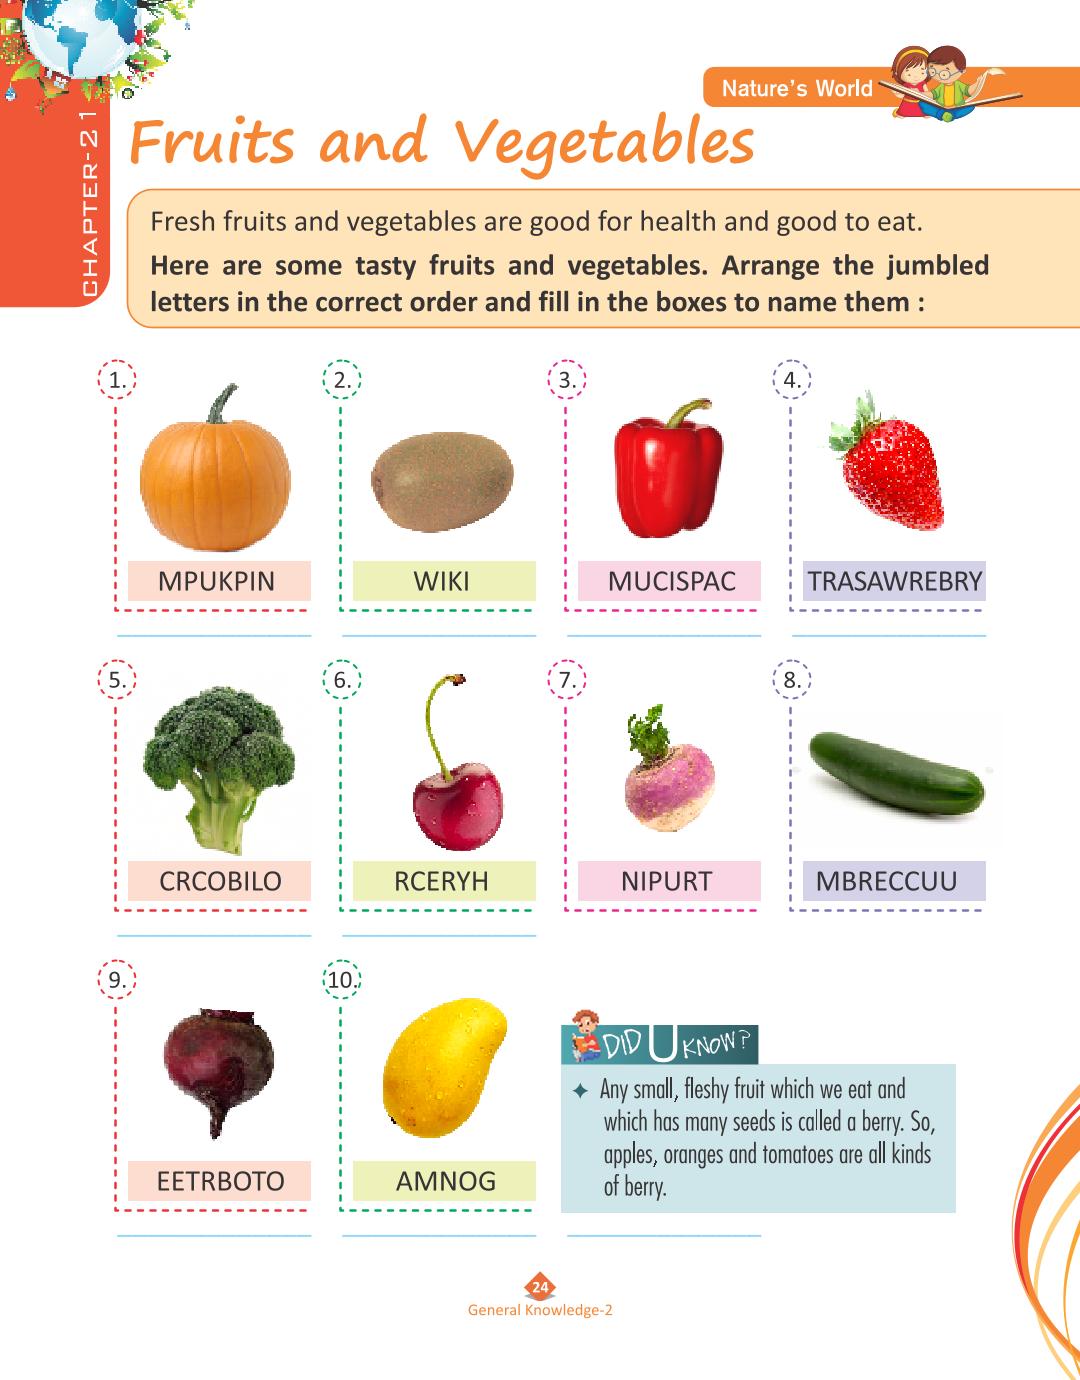 Nature's World
CHAPTER-21
Fruits and Vegetables
Fresh fruits and vegetables are good for health and good to eat.
Here are some tasty fruits and vegetables. Arrange the jumbled
letters in the correct order and fill in the boxes to name them :
1.
2.
3.
4.
MPUKPIN
WIKI
MUCISPAC
TRASAWREBRY
5.
6.
7.
8.
CRCOBILO
RCERYH
NIPURT
MBRECCUU
9.
10.
EETRBOTO
AMNOG
DID U KNOW?
✦ Any small, fleshy fruit which we eat and
which has many seeds is called a berry. So,
apples, oranges and tomatoes are all kinds
of berry.
24
General Knowledge-2